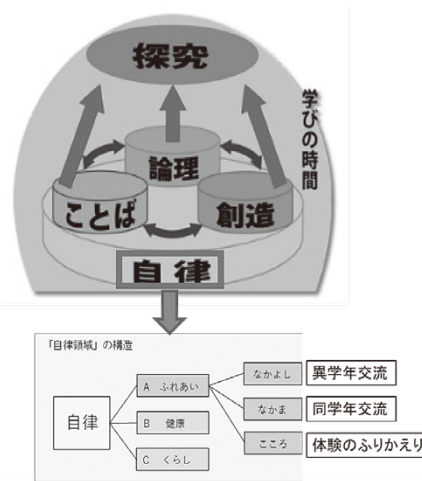 探究
学びの時間
論理
ことば
創造
自律
「自律領域」の構造
自律
A ふれあい
B 健康
C くらし
なかよし
異学年交流
なかま
同学年交流
こころ
体験のふりかえり